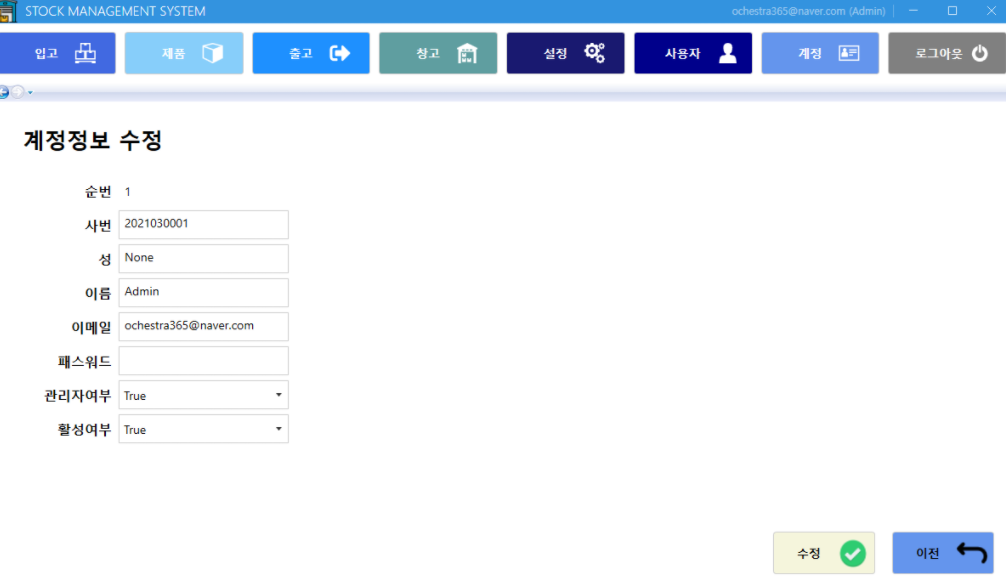 STOCK MANAGEMENT SYSTEM ochestra365@naver.com (Admin)
입고 제품 출고 창고 설정 사용자 계정 로그아웃
계정정보 수정
순번 1
사번 2021030001
성 None
이름 Admin
이메일 ochestra365@naver.com
패스워드
관리자여부 True
활성여부 True
수정 이전